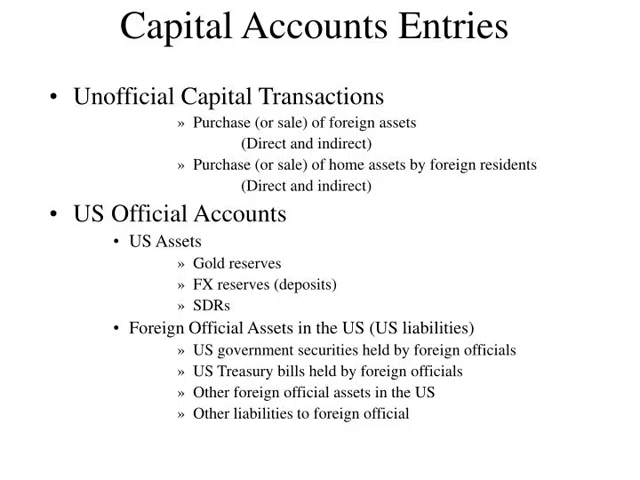 Capital Accounts Entries
• Unofficial Capital Transactions
» Purchase (or sale) of foreign assets
(Direct and indirect)
» Purchase (or sale) of home assets by foreign residents
(Direct and indirect)
• US Official Accounts
• US Assets
» Gold reserves
» FX reserves (deposits)
» SDRs
• Foreign Official Assets in the US (US liabilities)
» US government securities held by foreign officials
» US Treasury bills held by foreign officials
» Other foreign official assets in the US
» Other liabilities to foreign official